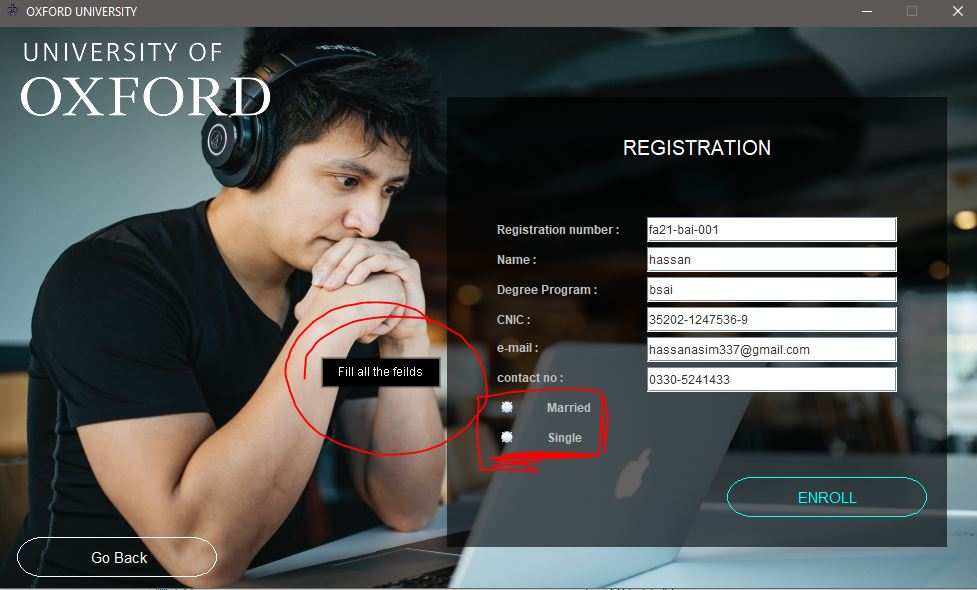 OXFORD UNIVERSITY
UNIVERSITY OF
OXFORD
REGISTRATION
Registration number : fa21-bai-001
Name : hassan
Degree Program : bsai
CNIC : 35202-1247536-9
e-mail : hassanasim337@gmail.com
contact no : 0330-5241433
Fill all the feilds
Married
Single
ENROLL
Go Back